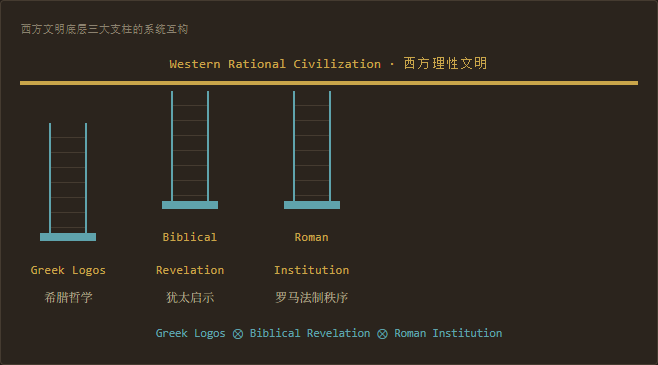 西方文明底层三大支柱的系统互构
Western Rational Civilization · 西方理性文明
Biblical
Roman
Greek Logos
Revelation
Institution
希腊哲学
犹太启示
罗马法制秩序
Greek Logos ⊗ Biblical Revelation ⊗ Roman Institution